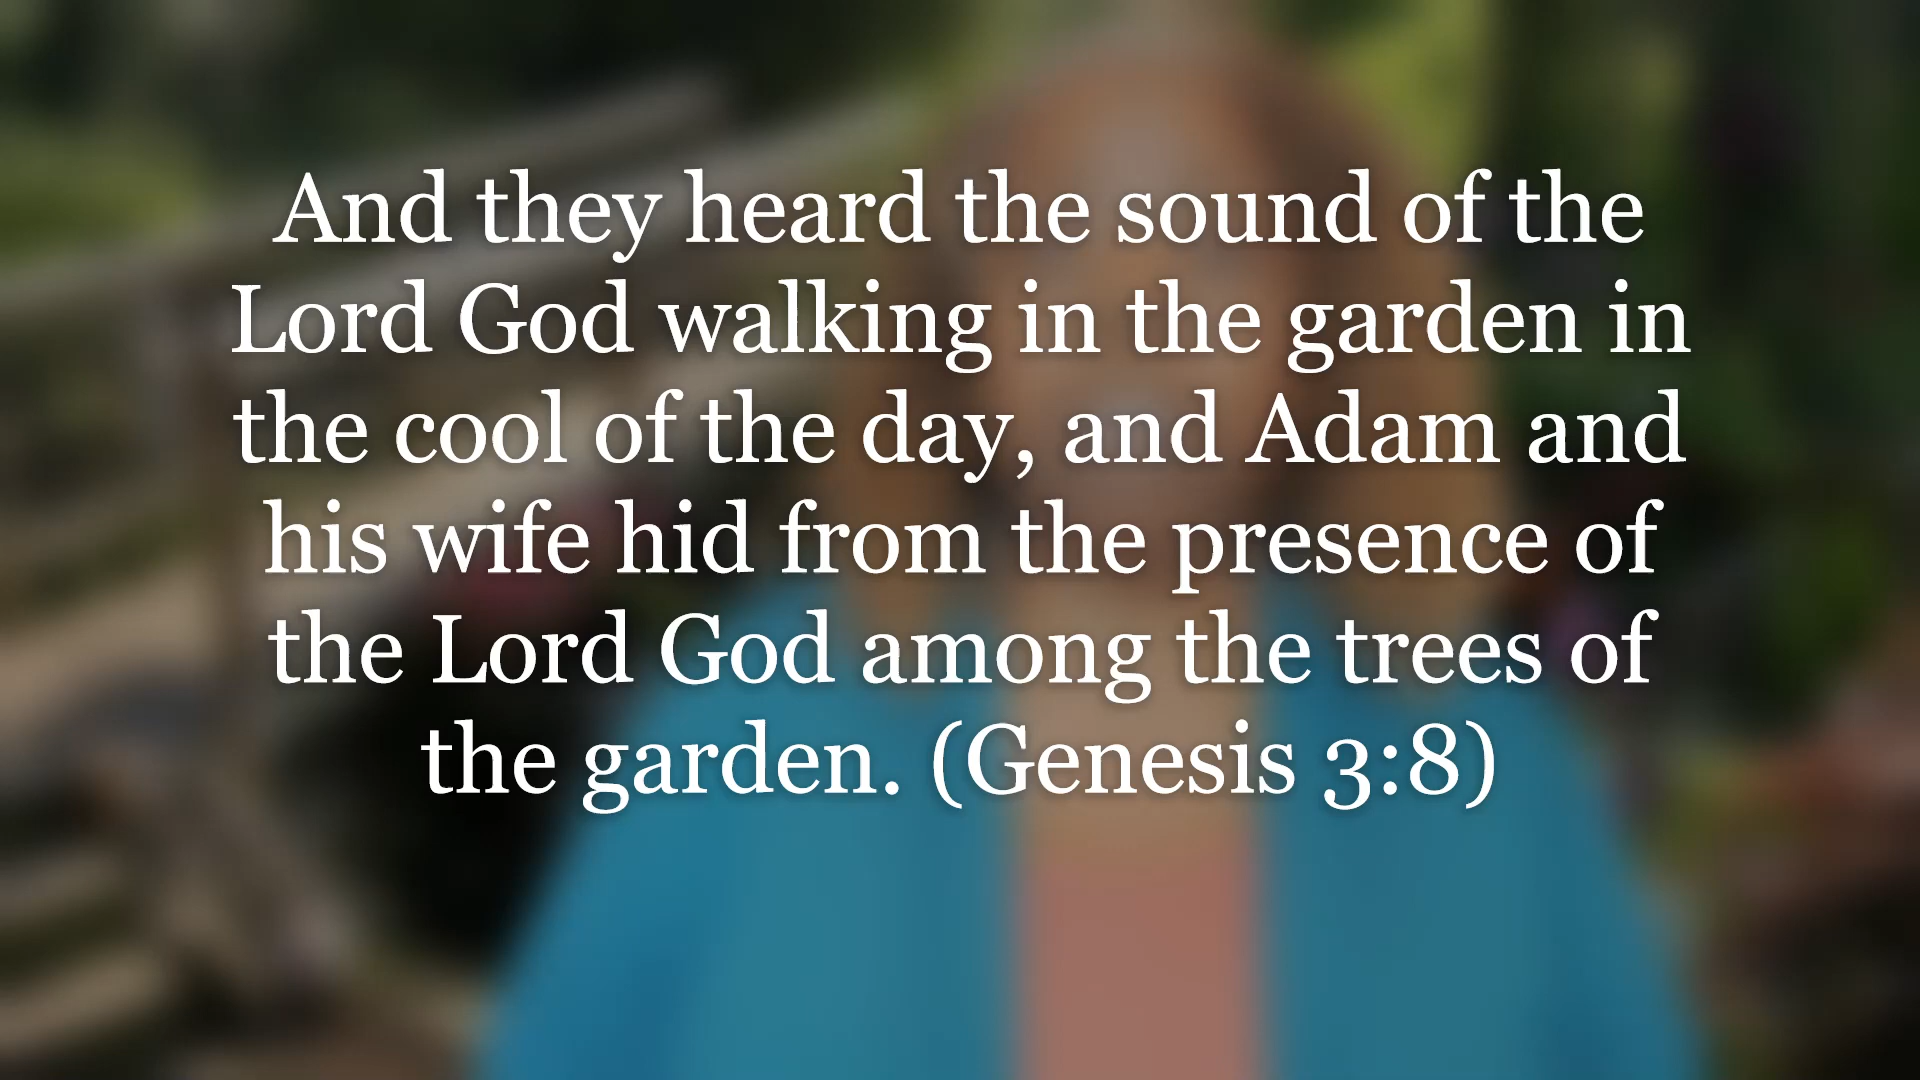 And they heard the sound of the
Lord God walking in the garden in
the cool of the day, and Adam and
his wife hid from the presence of
the Lord God among the trees of
the garden. (Genesis 3:8)